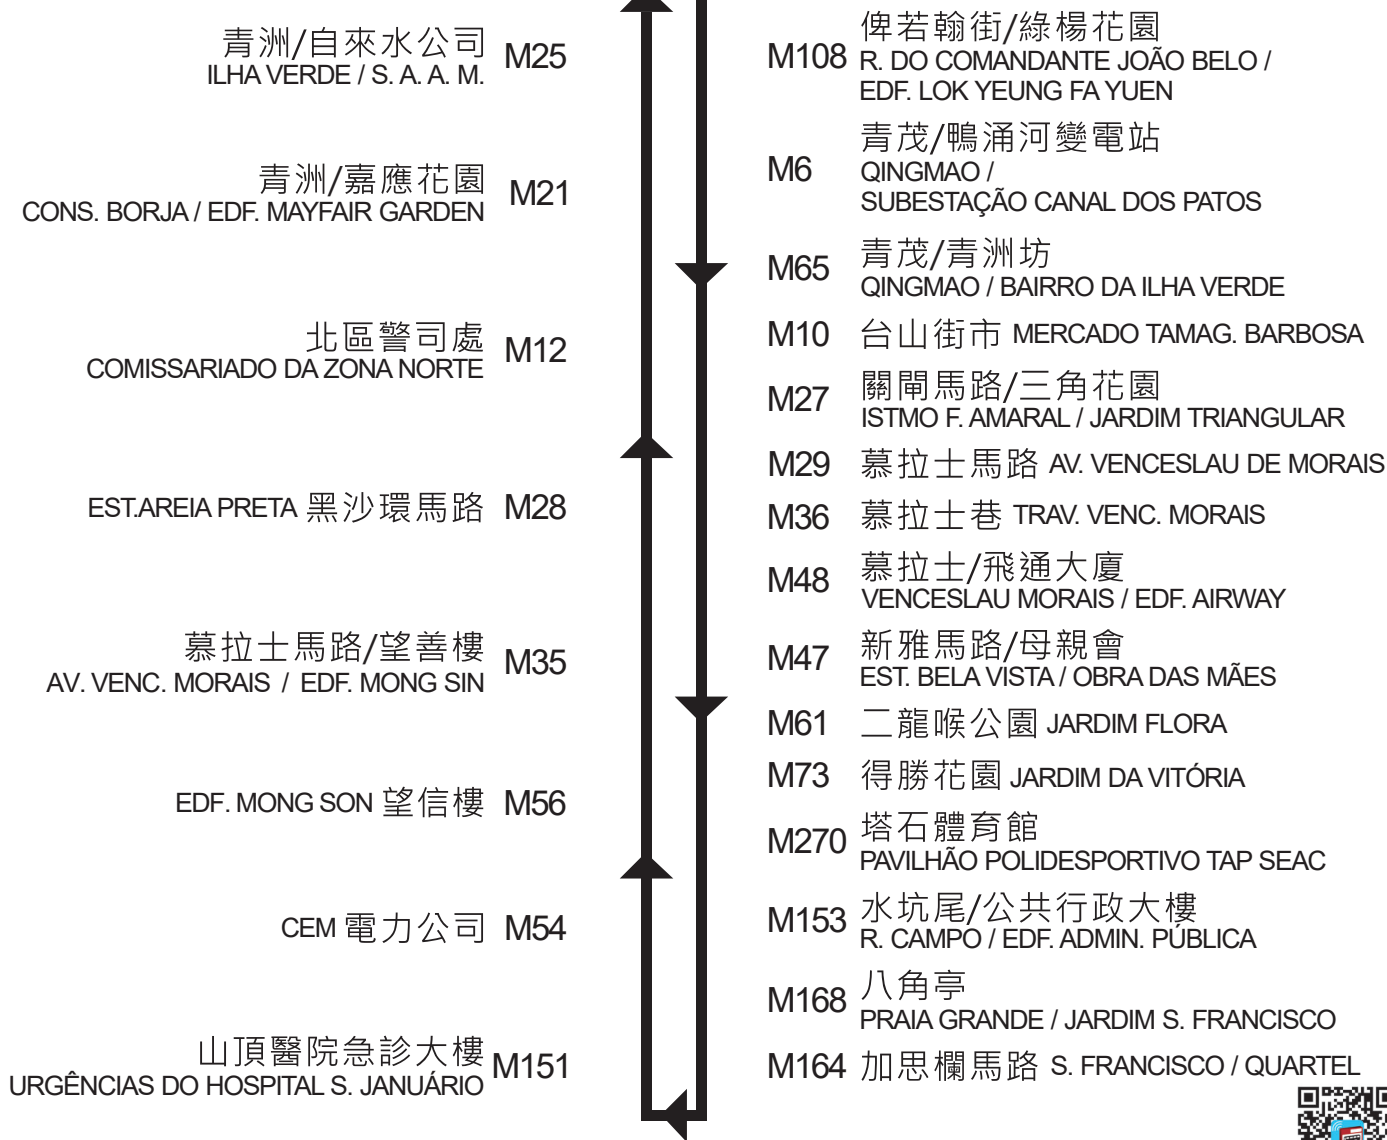 青洲/自來水公司 M25
ILHA VERDE / S. A. A. M.
青洲/嘉應花園 M21
CONS. BORJA / EDF. MAYFAIR GARDEN
北區警司處 M12
COMISSARIADO DA ZONA NORTE
EST.AREIA PRETA 黑沙環馬路 M28
慕拉士馬路/望善樓 M35
AV. VENC. MORAIS / EDF. MONG SIN
EDF. MONG SON 望信樓 M56
CEM 電力公司 M54
山頂醫院急診大樓 M151
URGÊNCIAS DO HOSPITAL S. JANUÁRIO
M108 俾若翰街/綠楊花園
R. DO COMANDANTE JOÃO BELO /
EDF. LOK YEUNG FA YUEN
M6 青茂/鴨涌河變電站
QINGMAO /
SUBESTAÇÃO CANAL DOS PATOS
M65 青茂/青洲坊
QINGMAO / BAIRRO DA ILHA VERDE
M10 台山街市 MERCADO TAMAG. BARBOSA
M27 關閘馬路/三角花園
ISTMO F. AMARAL / JARDIM TRIANGULAR
M29 慕拉士馬路 AV. VENCESLAU DE MORAIS
M36 慕拉士巷 TRAV. VENC. MORAIS
M48 慕拉士/飛通大廈
VENCESLAU MORAIS / EDF. AIRWAY
M47 新雅馬路/母親會
EST. BELA VISTA / OBRA DAS MÃES
M61 二龍喉公園 JARDIM FLORA
M73 得勝花園 JARDIM DA VITÓRIA
M270 塔石體育館
PAVILHÃO POLIDESPORTIVO TAP SEAC
M153 水坑尾/公共行政大樓
R. CAMPO / EDF. ADMIN. PÚBLICA
M168 八角亭
PRAIA GRANDE / JARDIM S. FRANCISCO
M164 加思欄馬路 S. FRANCISCO / QUARTEL